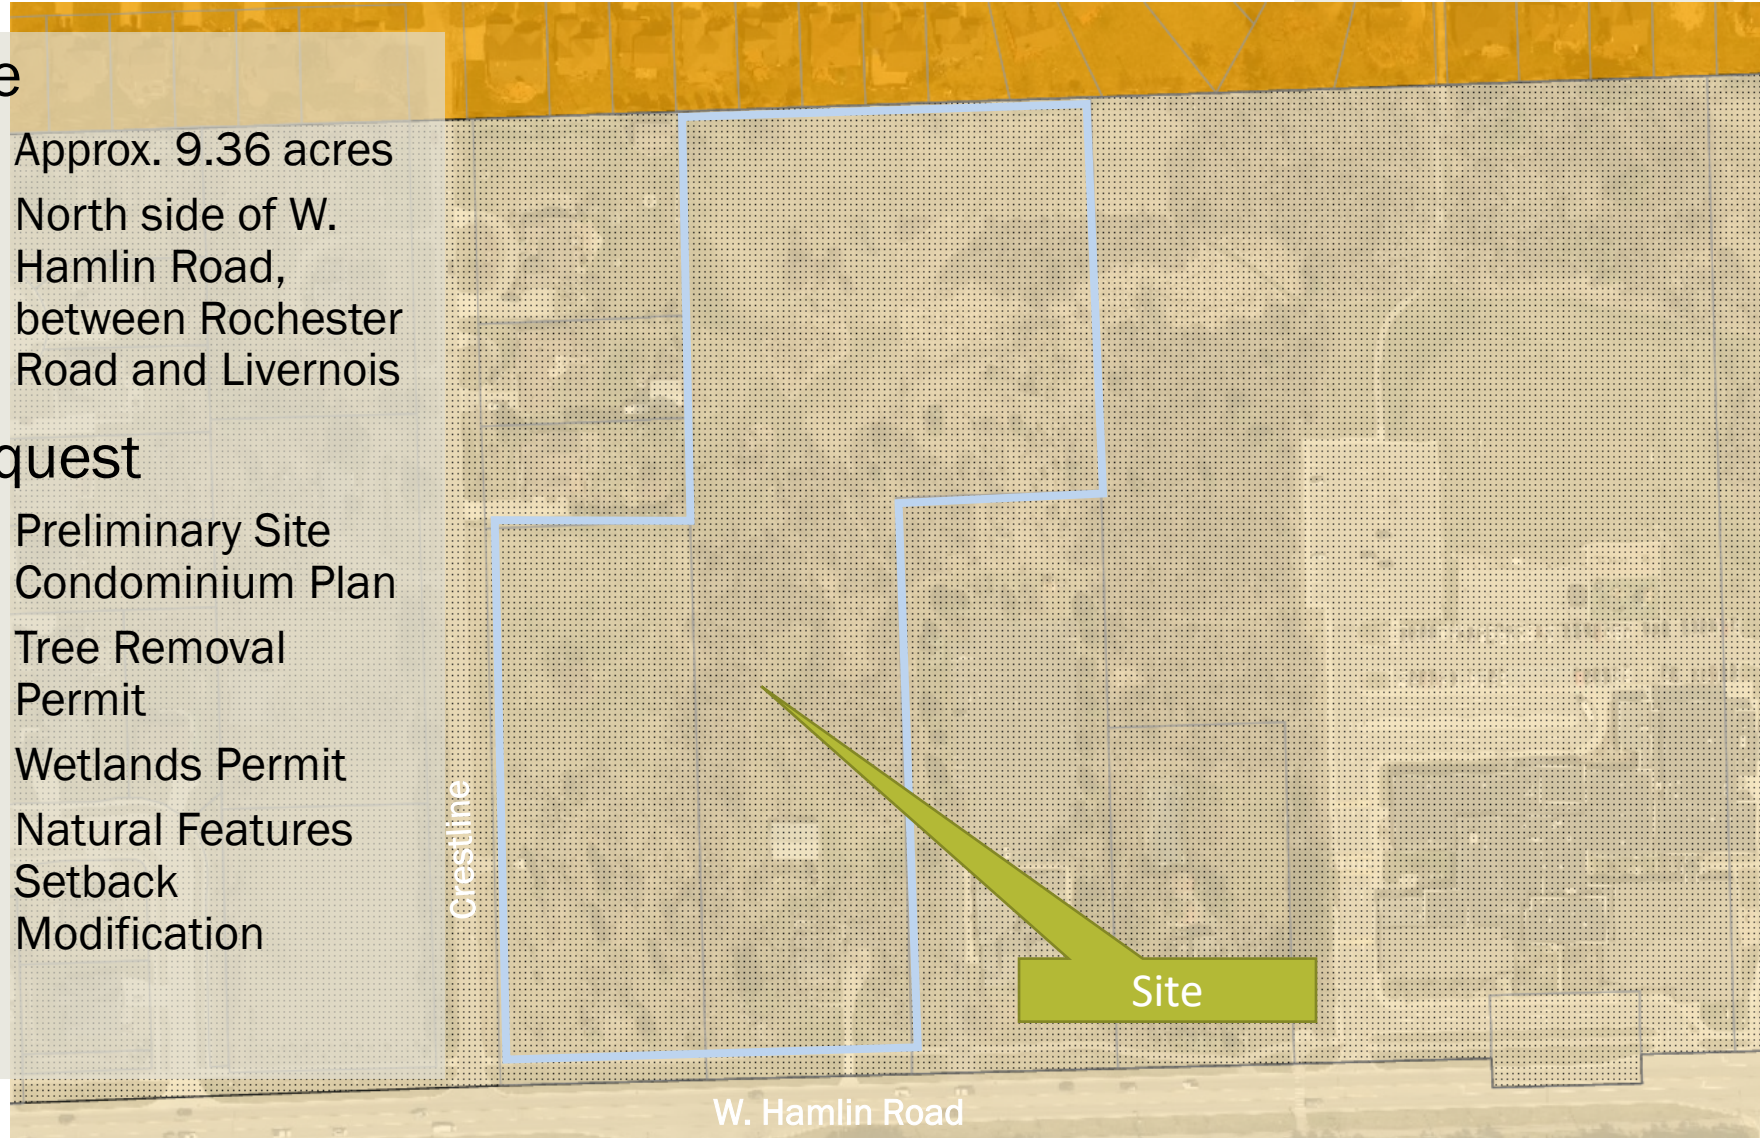 e
Approx. 9.36 acres
North side of W.
Hamlin Road,
between Rochester
Road and Livernois
quest
Preliminary Site
Condominium Plan
Tree Removal
Permit
Wetlands Permit
Natural Features
Setback
Modification
Crestline
Site
W. Hamlin Road